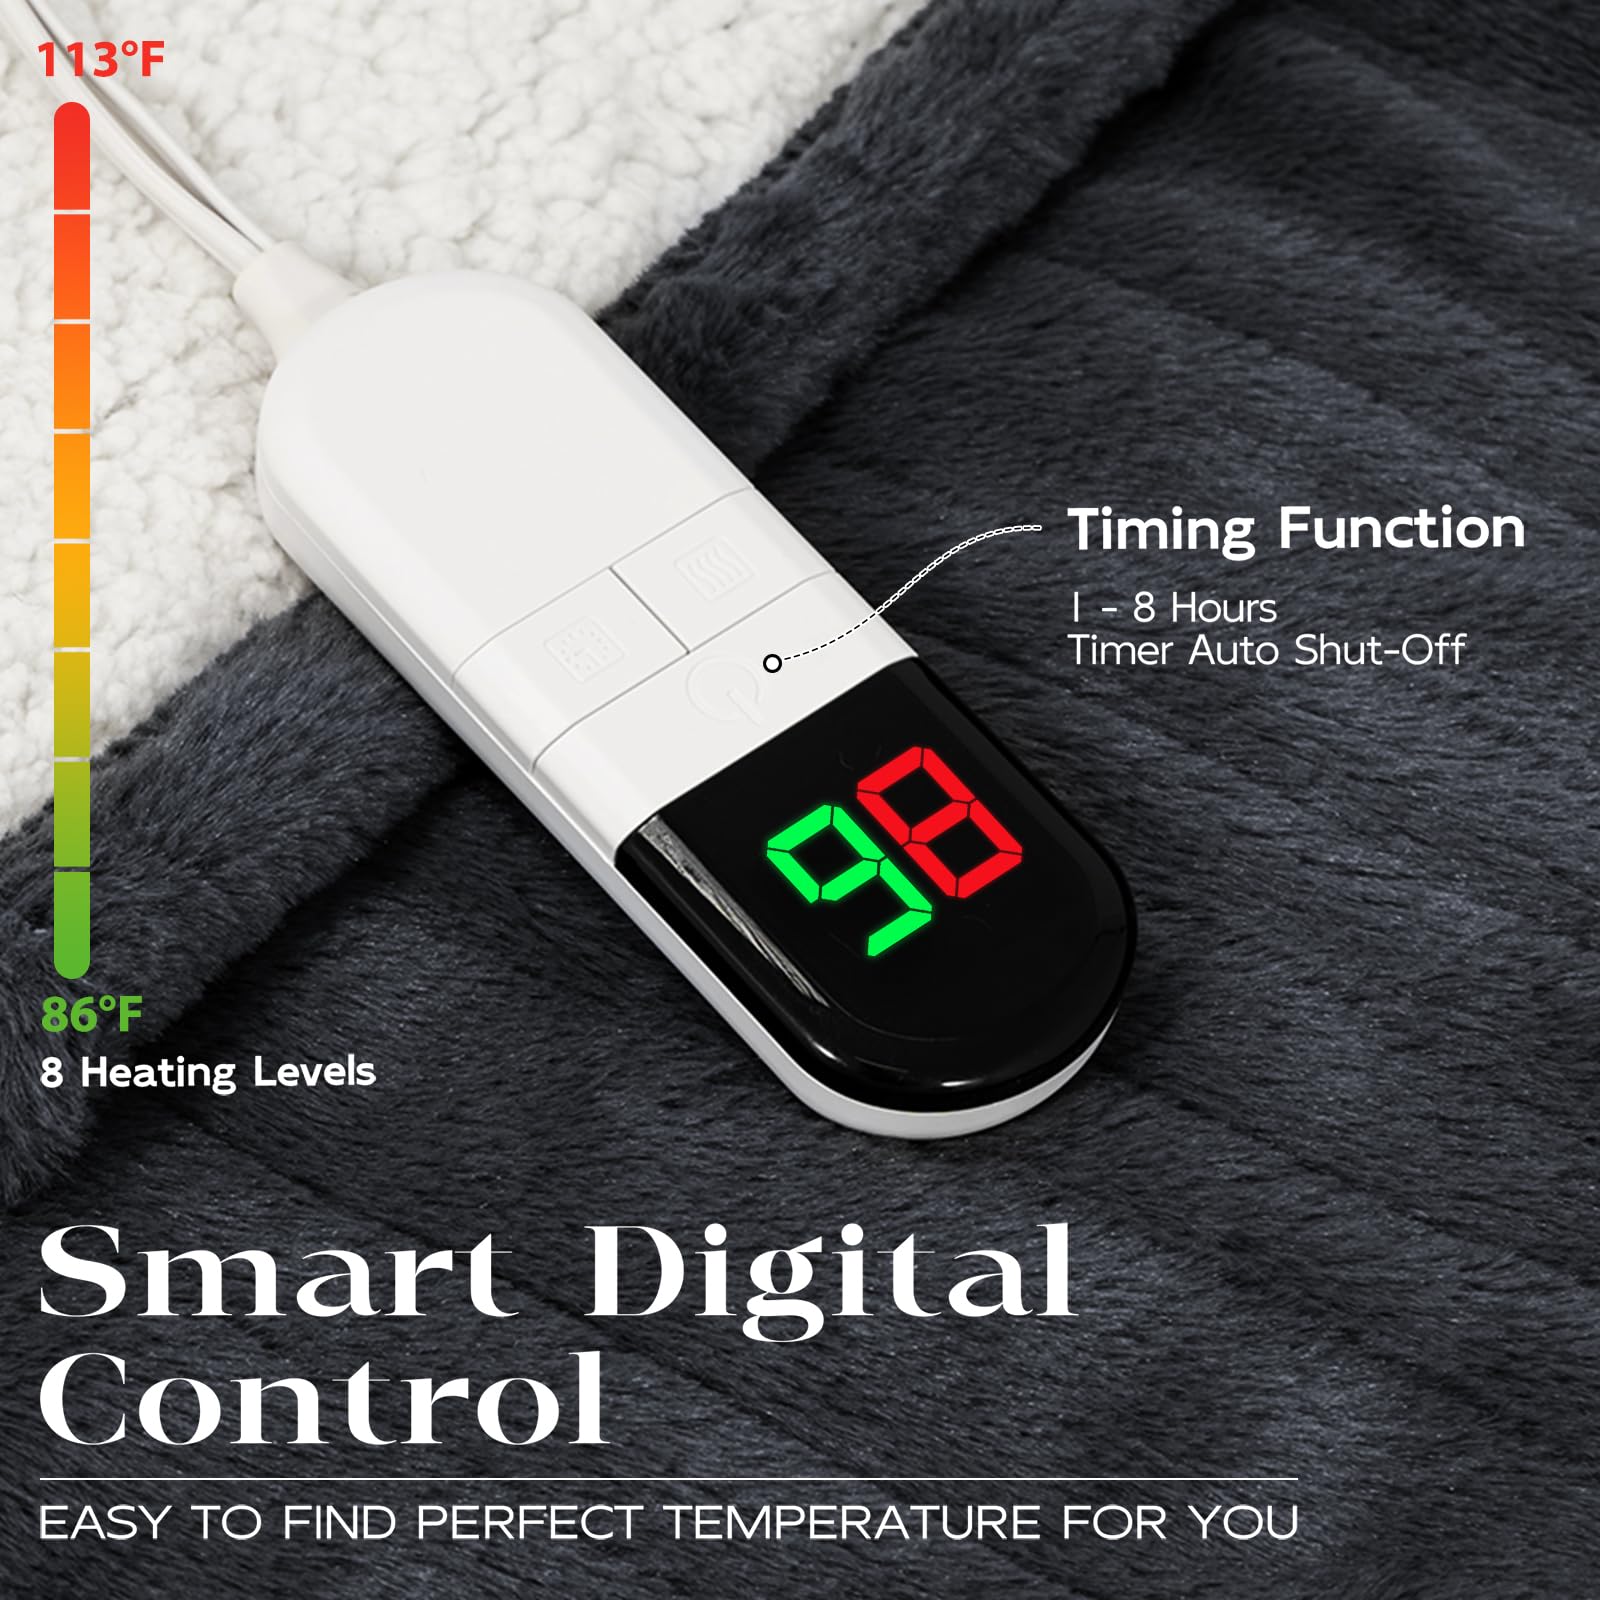 113°F
Timing Function
1 - 8 Hours
Timer Auto Shut-Off
98
86°F
8 Heating Levels
Smart Digital
Control
EASY TO FIND PERFECT TEMPERATURE FOR YOU